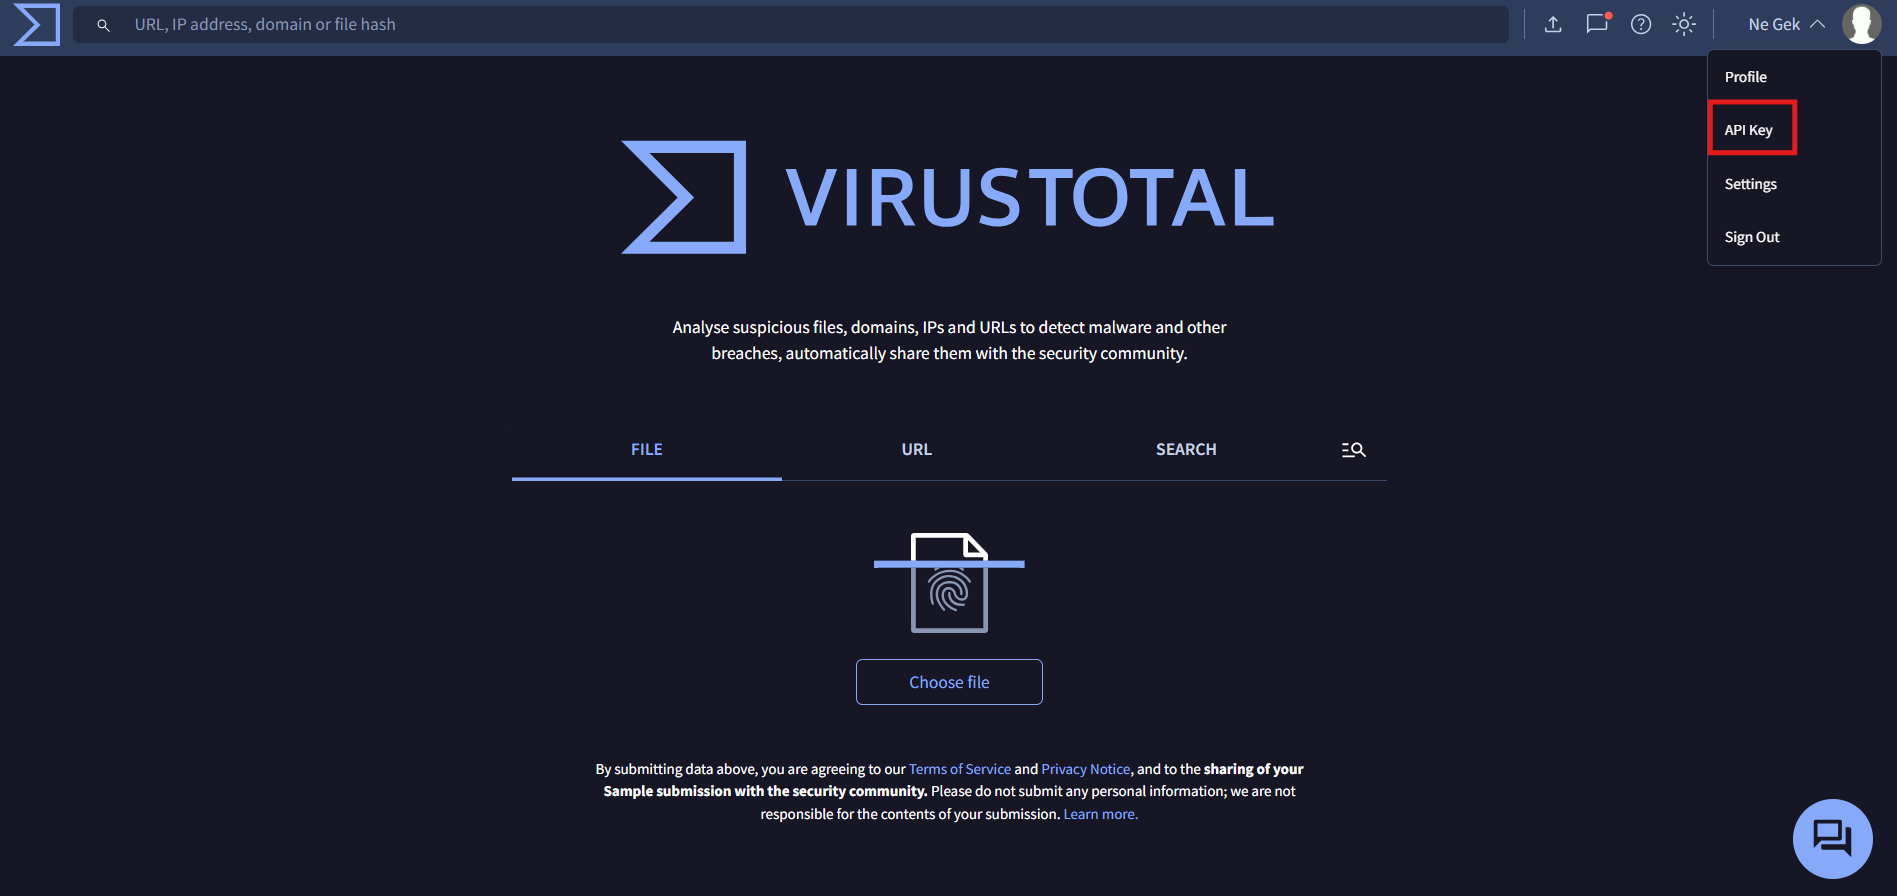 URL, IP address, domain or file hash
Ne Gek
Profile
API Key
Settings
Sign Out
VIRUSTOTAL
Analyse suspicious files, domains, IPs and URLs to detect malware and other
breaches, automatically share them with the security community.
FILE
URL
SEARCH
Choose file
By submitting data above, you are agreeing to our Terms of Service and Privacy Notice, and to the sharing of your
Sample submission with the security community. Please do not submit any personal information; we are not
responsible for the contents of your submission. Learn more.